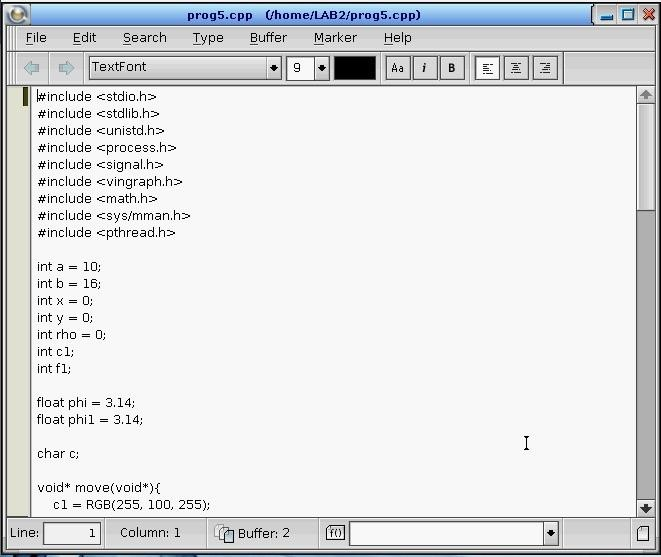 prog5.cpp (/home/LAB2/prog5.cpp)
File Edit Search Type Buffer Marker Help
TextFont 9 Aa i B
#include <stdio.h>
#include <stdlib.h>
#include <unistd.h>
#include <process.h>
#include <signal.h>
#include <vingraph.h>
#include <math.h>
#include <sys/mman.h>
#include <pthread.h>
int a = 10;
int b = 16;
int x = 0;
int y = 0;
int rho = 0;
int c1;
int f1;
float phi = 3.14;
float phi1 = 3.14;
char c;
void* move(void*){
c1 = RGB(255, 100, 255);
Line: 1 Column: 1 Buffer: 2 f()